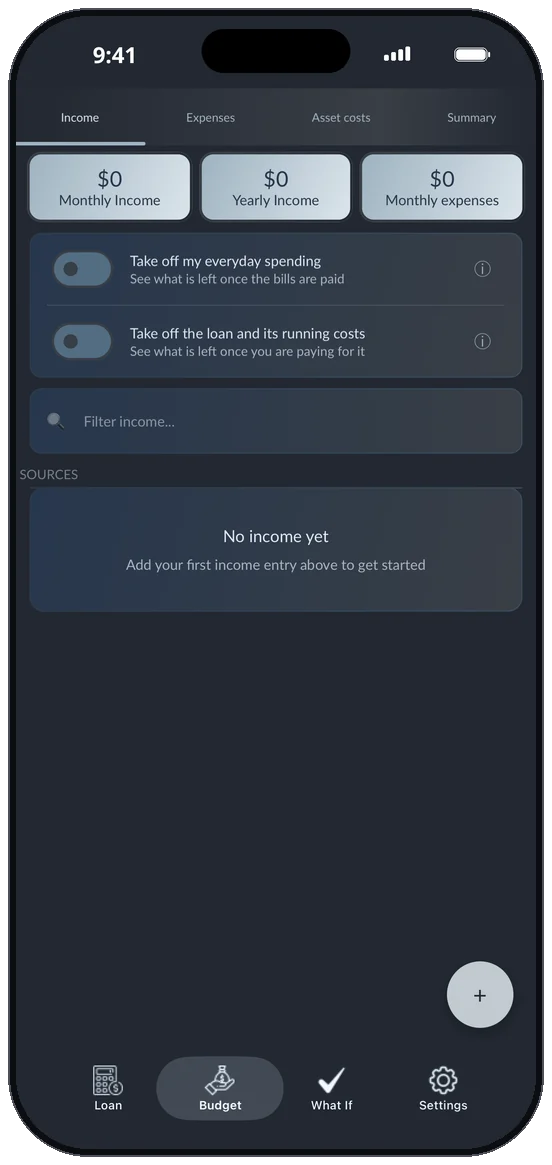 9:41
Income Expenses Asset costs Summary
$0 $0 $0
Monthly Income Yearly Income Monthly expenses
Take off my everyday spending
See what is left once the bills are paid
Take off the loan and its running costs
See what is left once you are paying for it
Filter income...
SOURCES
No income yet
Add your first income entry above to get started
+
Loan Budget What If Settings